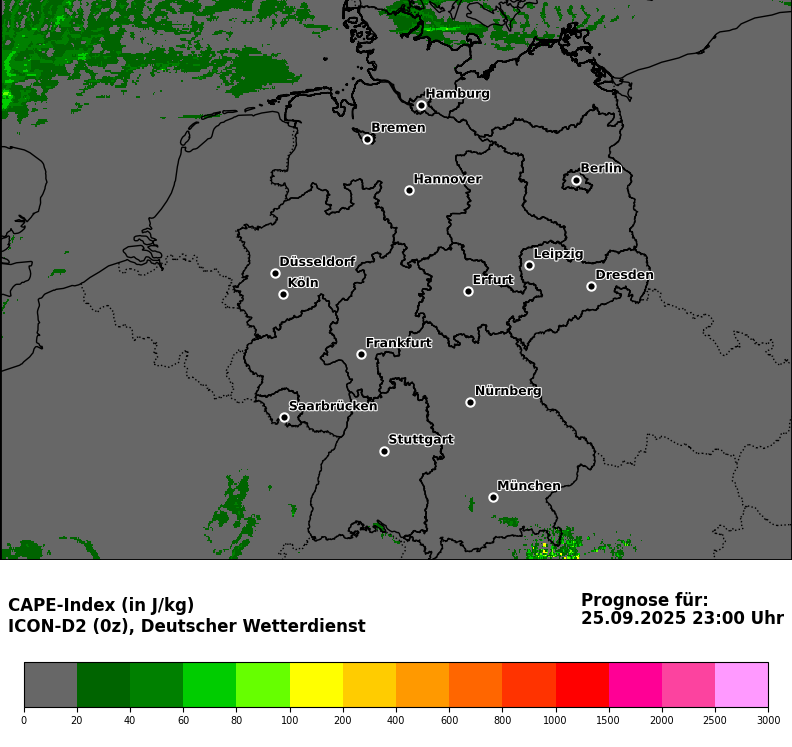 Hamburg
Bremen
Berlin
Hannover
Leipzig
Düsseldorf
Dresden
Köln
Erfurt
Frankfurt
Nürnberg
Saarbrücken
Stuttgart
München
CAPE-Index (in J/kg)
ICON-D2 (0z), Deutscher Wetterdienst
Prognose für:
25.09.2025 23:00 Uhr
0 20 40 60 80 100 200 400 600 800 1000 1500 2000 2500 3000